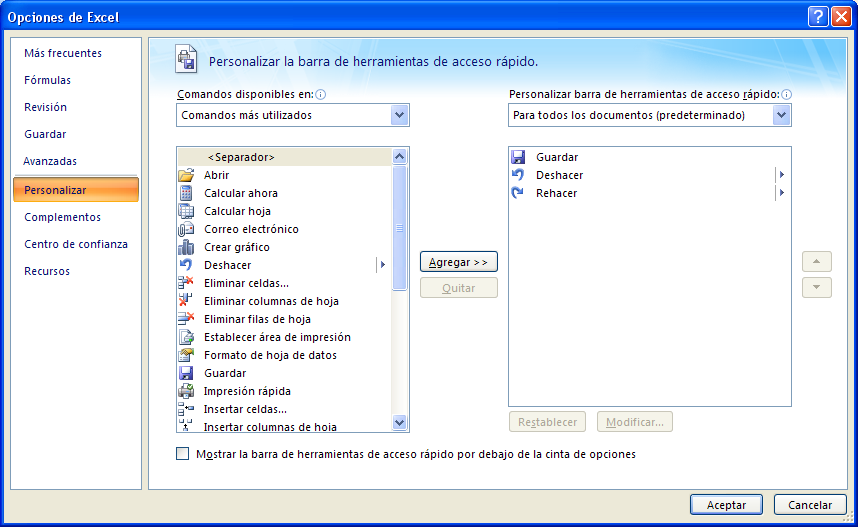 Opciones de Excel
Más frecuentes
Fórmulas
Revisión
Guardar
Avanzadas
Personalizar
Complementos
Centro de confianza
Recursos
Personalizar la barra de herramientas de acceso rápido.
Comandos disponibles en:
Comandos más utilizados
<Separador>
Abrir
Calcular ahora
Calcular hoja
Correo electrónico
Crear gráfico
Deshacer
Eliminar celdas...
Eliminar columnas de hoja
Eliminar filas de hoja
Establecer área de impresión
Formato de hoja de datos
Guardar
Impresión rápida
Insertar celdas...
Insertar columnas de hoja
Agregar >>
Quitar
Personalizar barra de herramientas de acceso rápido:
Para todos los documentos (predeterminado)
Guardar
Deshacer
Rehacer
Restablecer
Modificar...
Mostrar la barra de herramientas de acceso rápido por debajo de la cinta de opciones
Aceptar
Cancelar